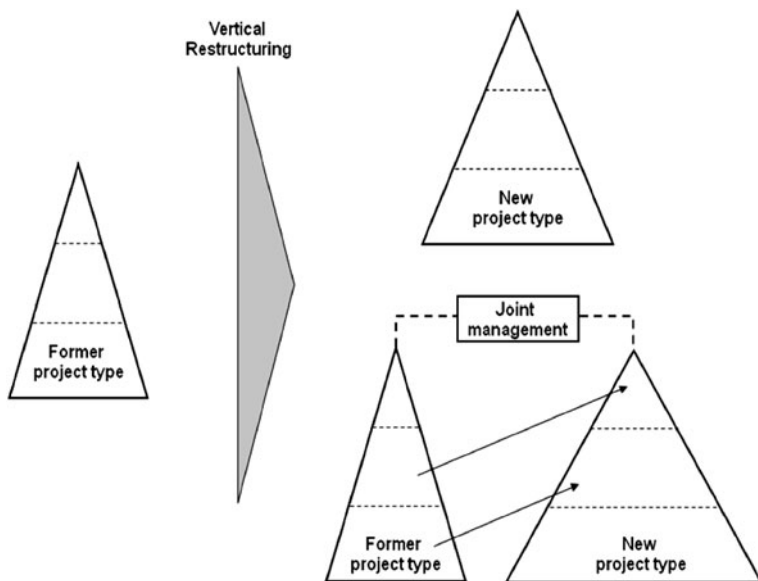 Vertical
Restructuring
New
project type
Former
project type
Joint
management
Former
project type
New
project type